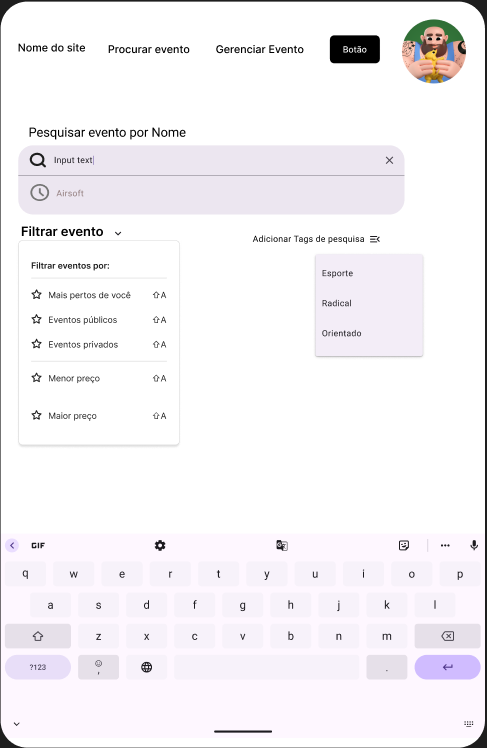 Nome do site
Procurar evento
Gerenciar Evento
Botão
Pesquisar evento por Nome
Input text
Airsoft
Filtrar evento
Adicionar Tags de pesquisa
Filtrar eventos por:
Mais pertos de você ⇧A
Eventos públicos ⇧A
Eventos privados ⇧A
Menor preço ⇧A
Maior preço ⇧A
Esporte
Radical
Orientado
GIF
q w e r t y u i o p
a s d f g h j k l
z x c v b n m
?123 , .